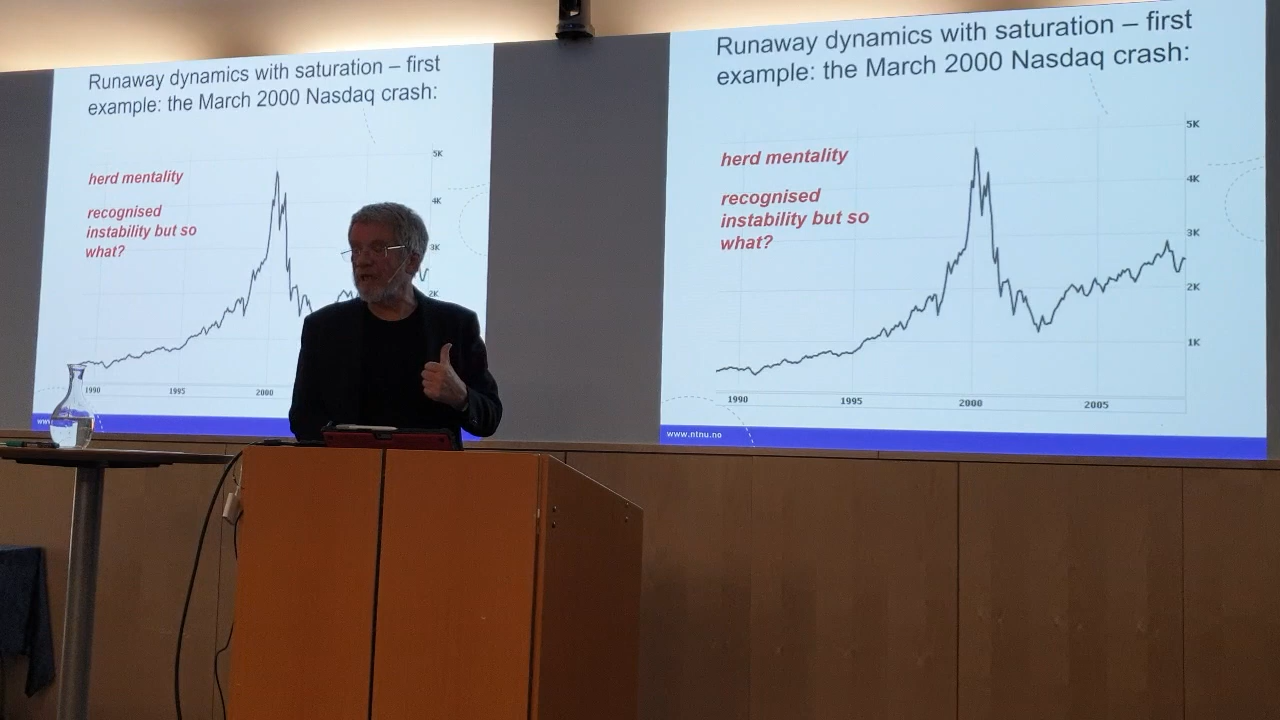 Runaway dynamics with saturation – first
example: the March 2000 Nasdaq crash:
herd mentality
recognised
instability but so
what?
5K
4K
3K
2K
1990
1995
2000
www
Runaway dynamics with saturation – first
example: the March 2000 Nasdaq crash:
herd mentality
recognised
instability but so
what?
5K
4K
3K
2K
1K
1990
1995
2000
2005
www.ntnu.no